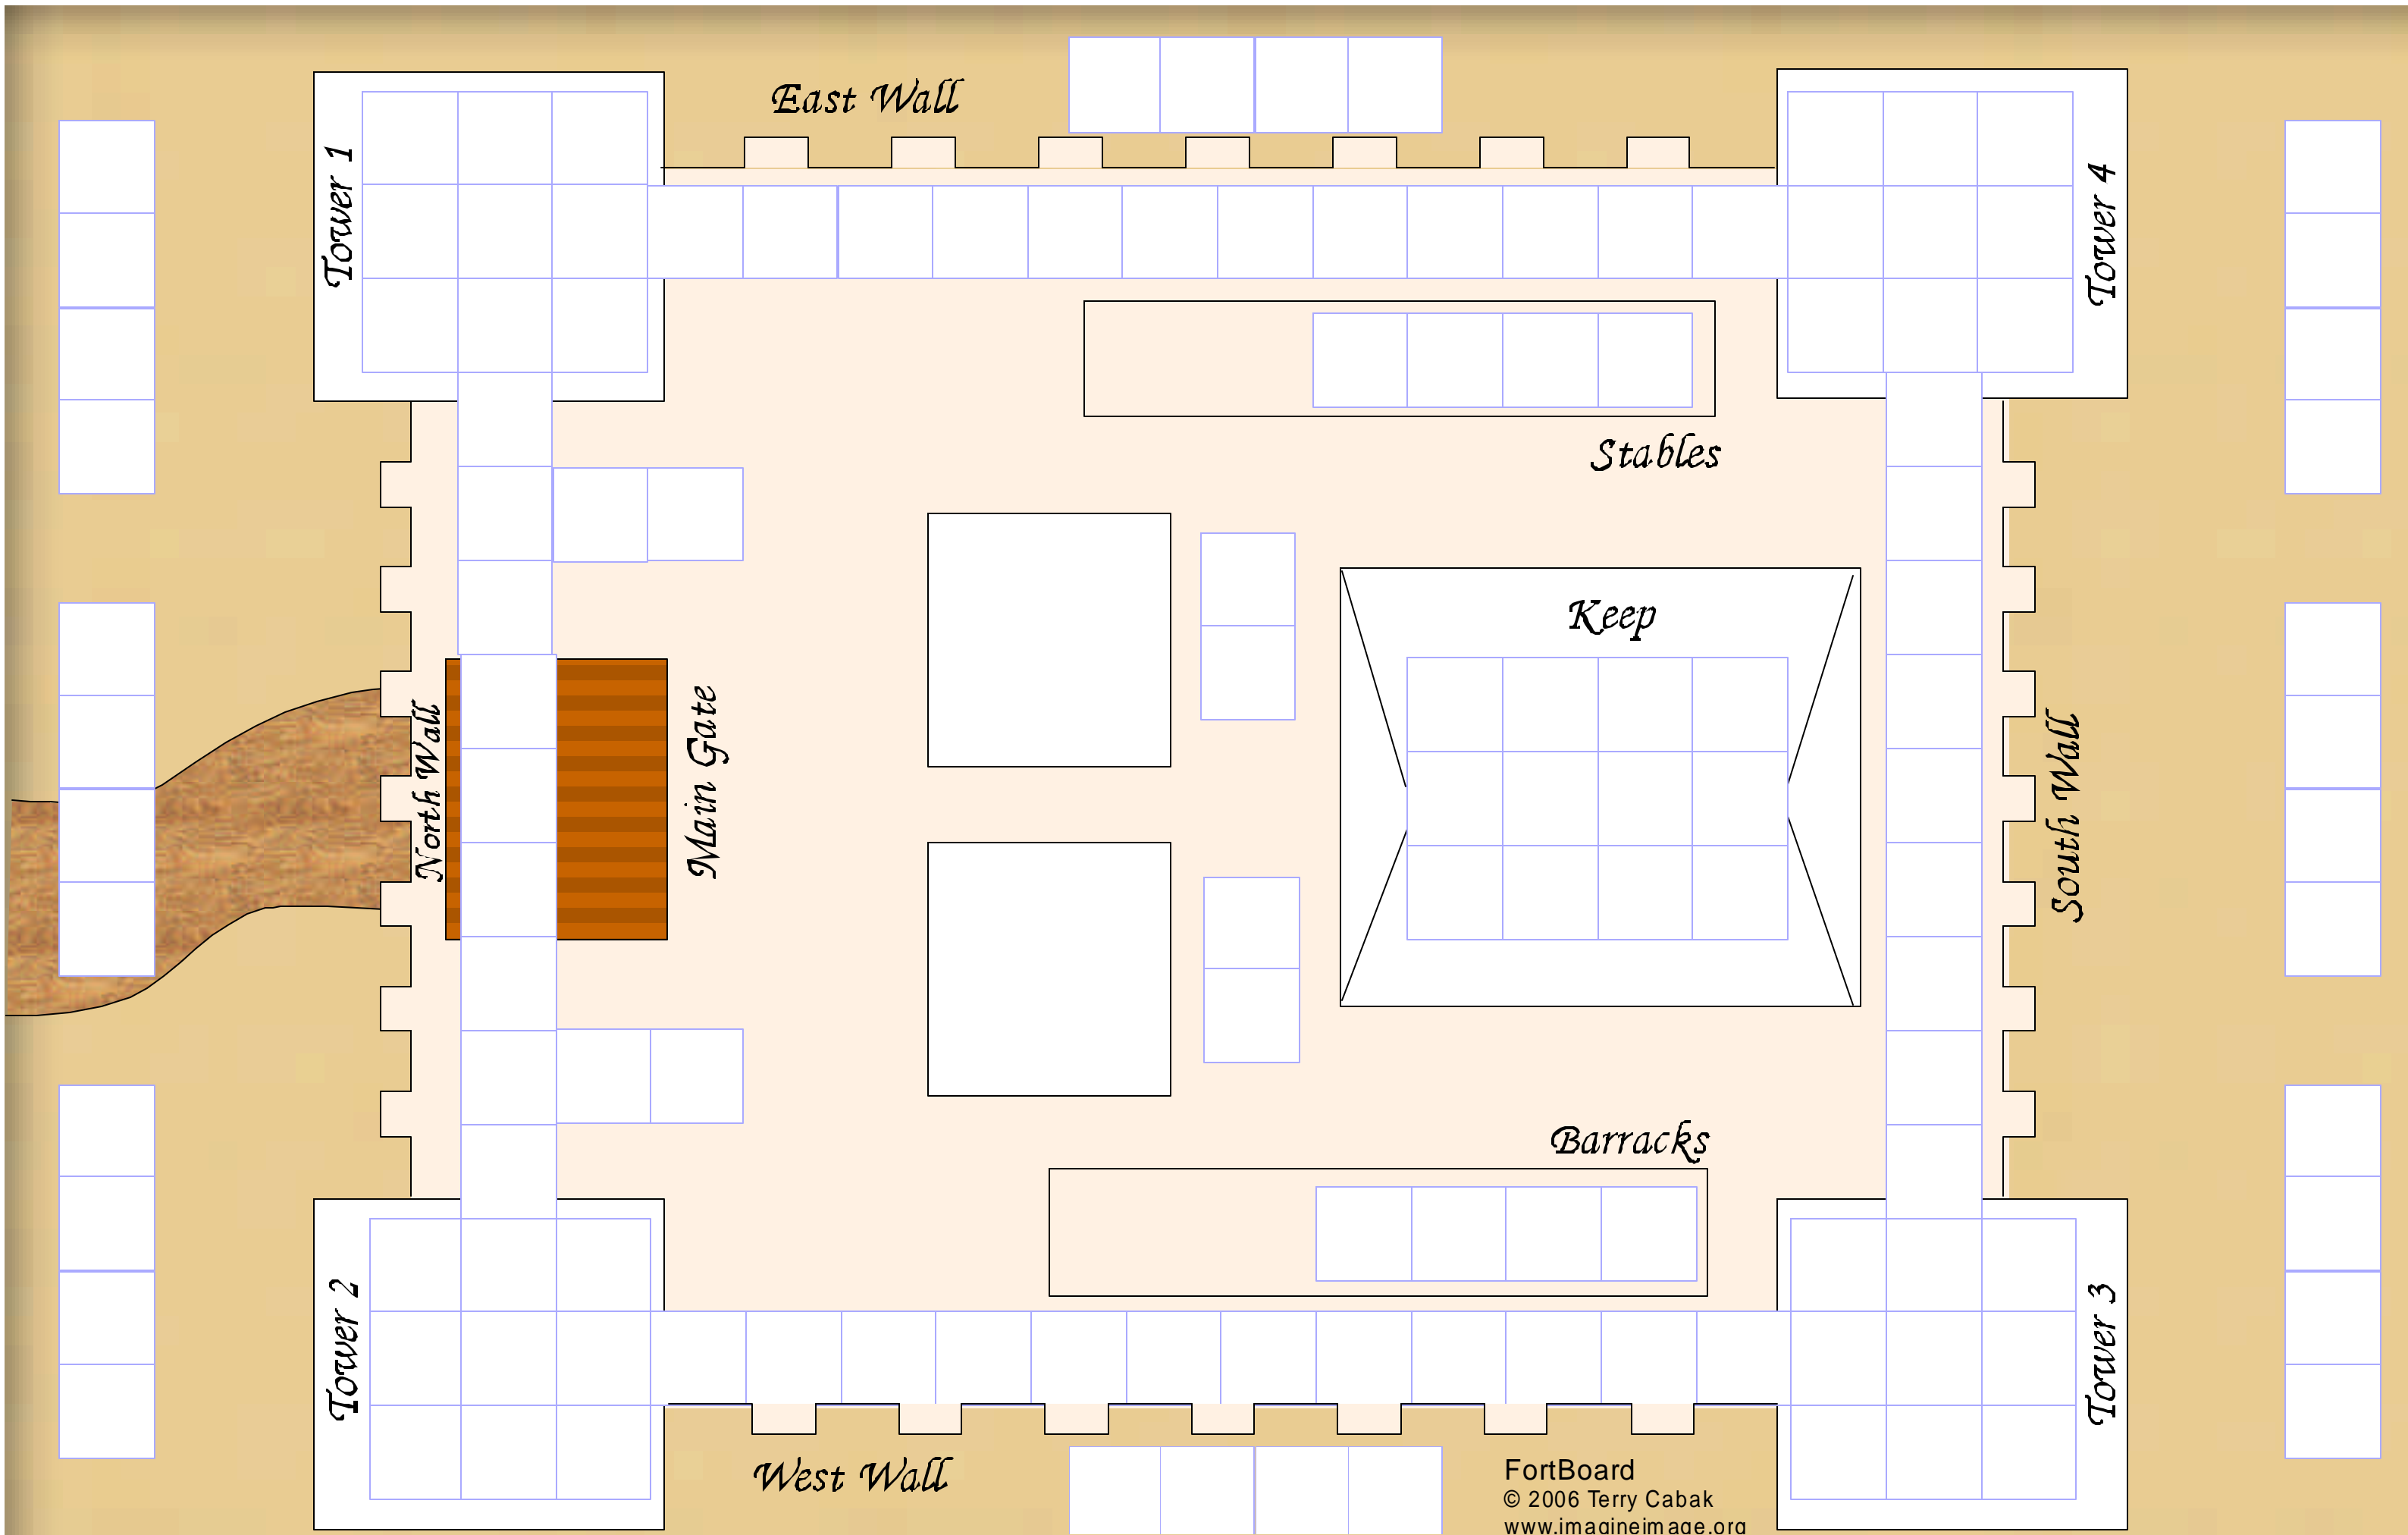 East Wall
Tower 1
Tower 4
Stables
Keep
North Wall
Main Gate
South Wall
Barracks
Tower 2
Tower 3
West Wall
FortBoard
© 2006 Terry Cabak
www.imagineimage.org